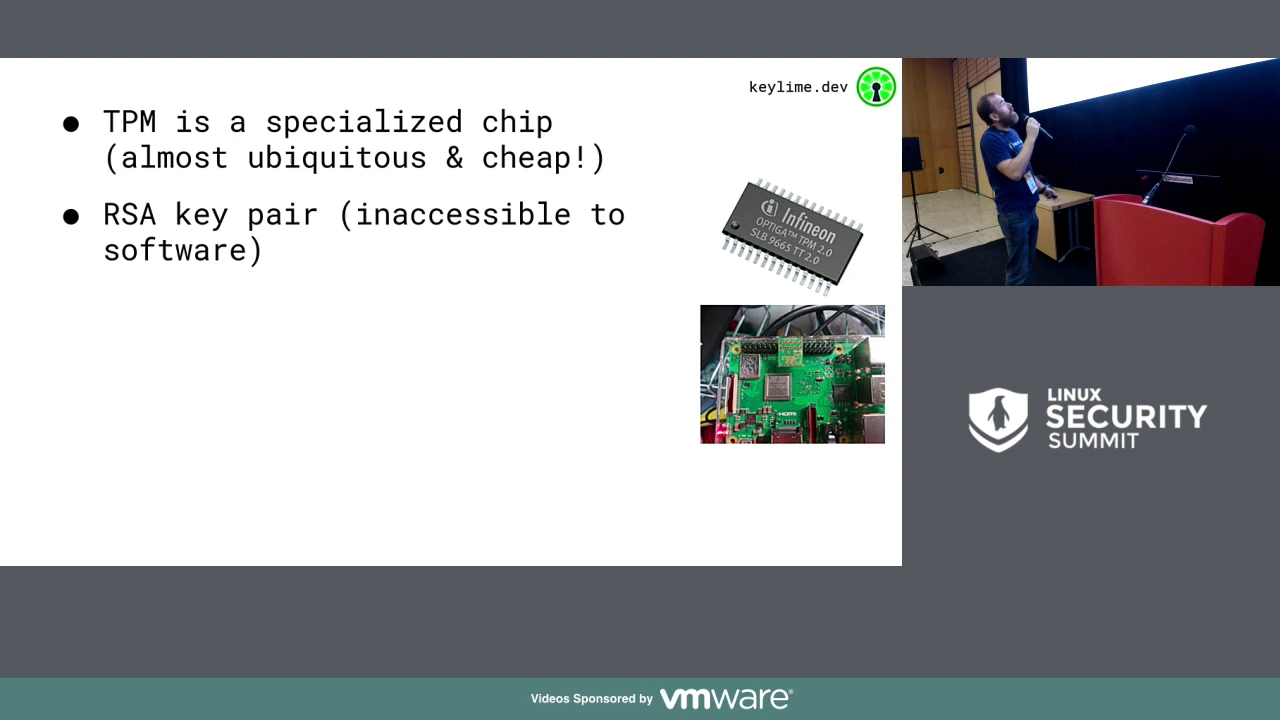 keylime.dev
● TPM is a specialized chip
(almost ubiquitous & cheap!)
● RSA key pair (inaccessible to
software)
Infineon
OPTIGA™ TPM 2.0
SLB 9665 TT 2.0
HDMI
LINUX
SECURITY
SUMMIT
Videos Sponsored by vmware®